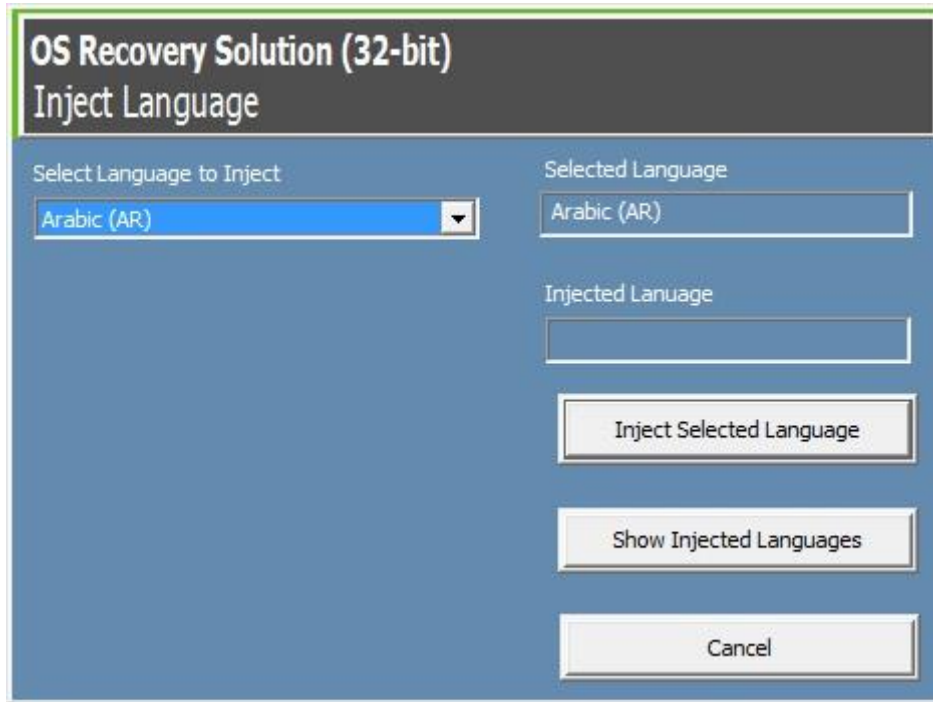 OS Recovery Solution (32-bit)
Inject Language
Select Language to Inject
Arabic (AR)
Selected Language
Arabic (AR)
Injected Lanuage
Inject Selected Language
Show Injected Languages
Cancel